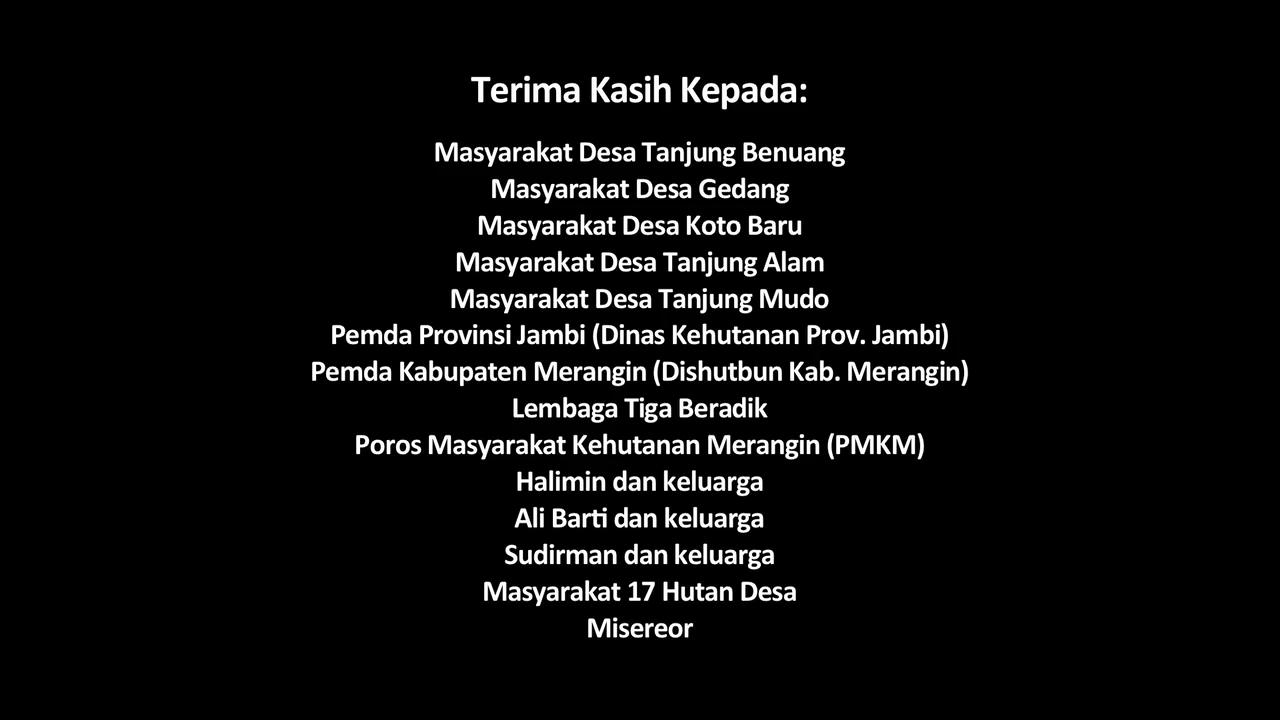 Terima Kasih Kepada:
Masyarakat Desa Tanjung Benuang
Masyarakat Desa Gedang
Masyarakat Desa Koto Baru
Masyarakat Desa Tanjung Alam
Masyarakat Desa Tanjung Mudo
Pemda Provinsi Jambi (Dinas Kehutanan Prov. Jambi)
Pemda Kabupaten Merangin (Dishutbun Kab. Merangin)
Lembaga Tiga Beradik
Poros Masyarakat Kehutanan Merangin (PMKM)
Halimin dan keluarga
Ali Barti dan keluarga
Sudirman dan keluarga
Masyarakat 17 Hutan Desa
Misereor